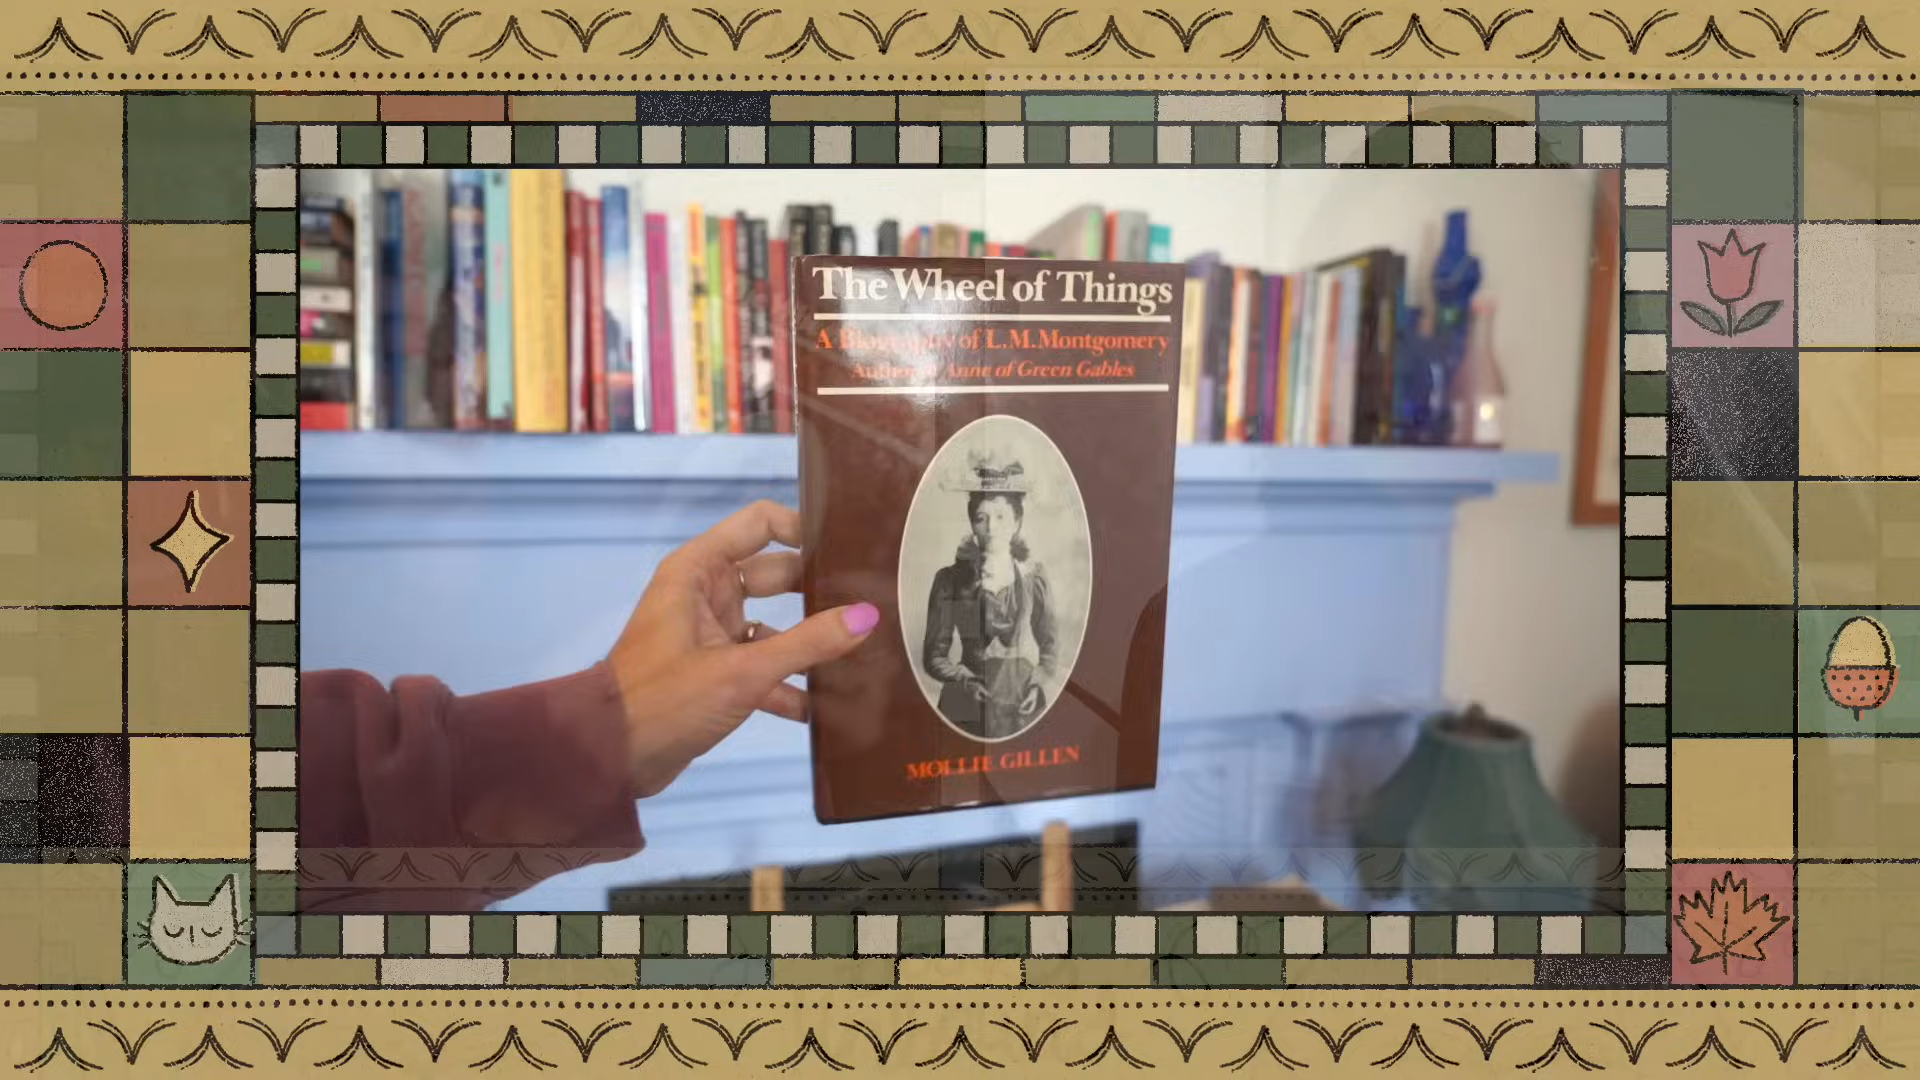 The Wheel of Things
A Biography of L.M. Montgomery
Author of Anne of Green Gables
MOLLIE GILLEN